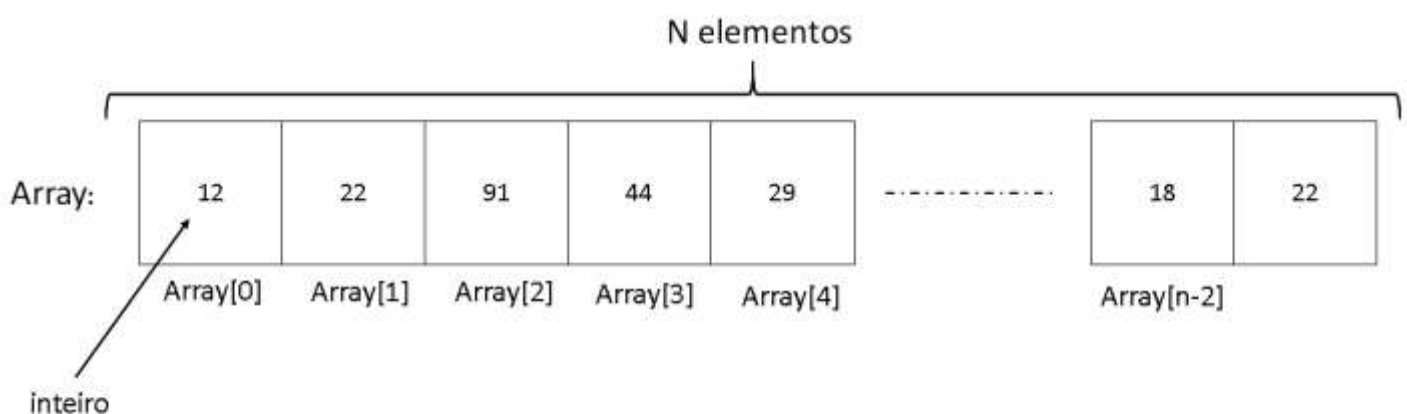 N elementos
Array: 12 22 91 44 29 18 22
Array[0] Array[1] Array[2] Array[3] Array[4] Array[n-2]
inteiro